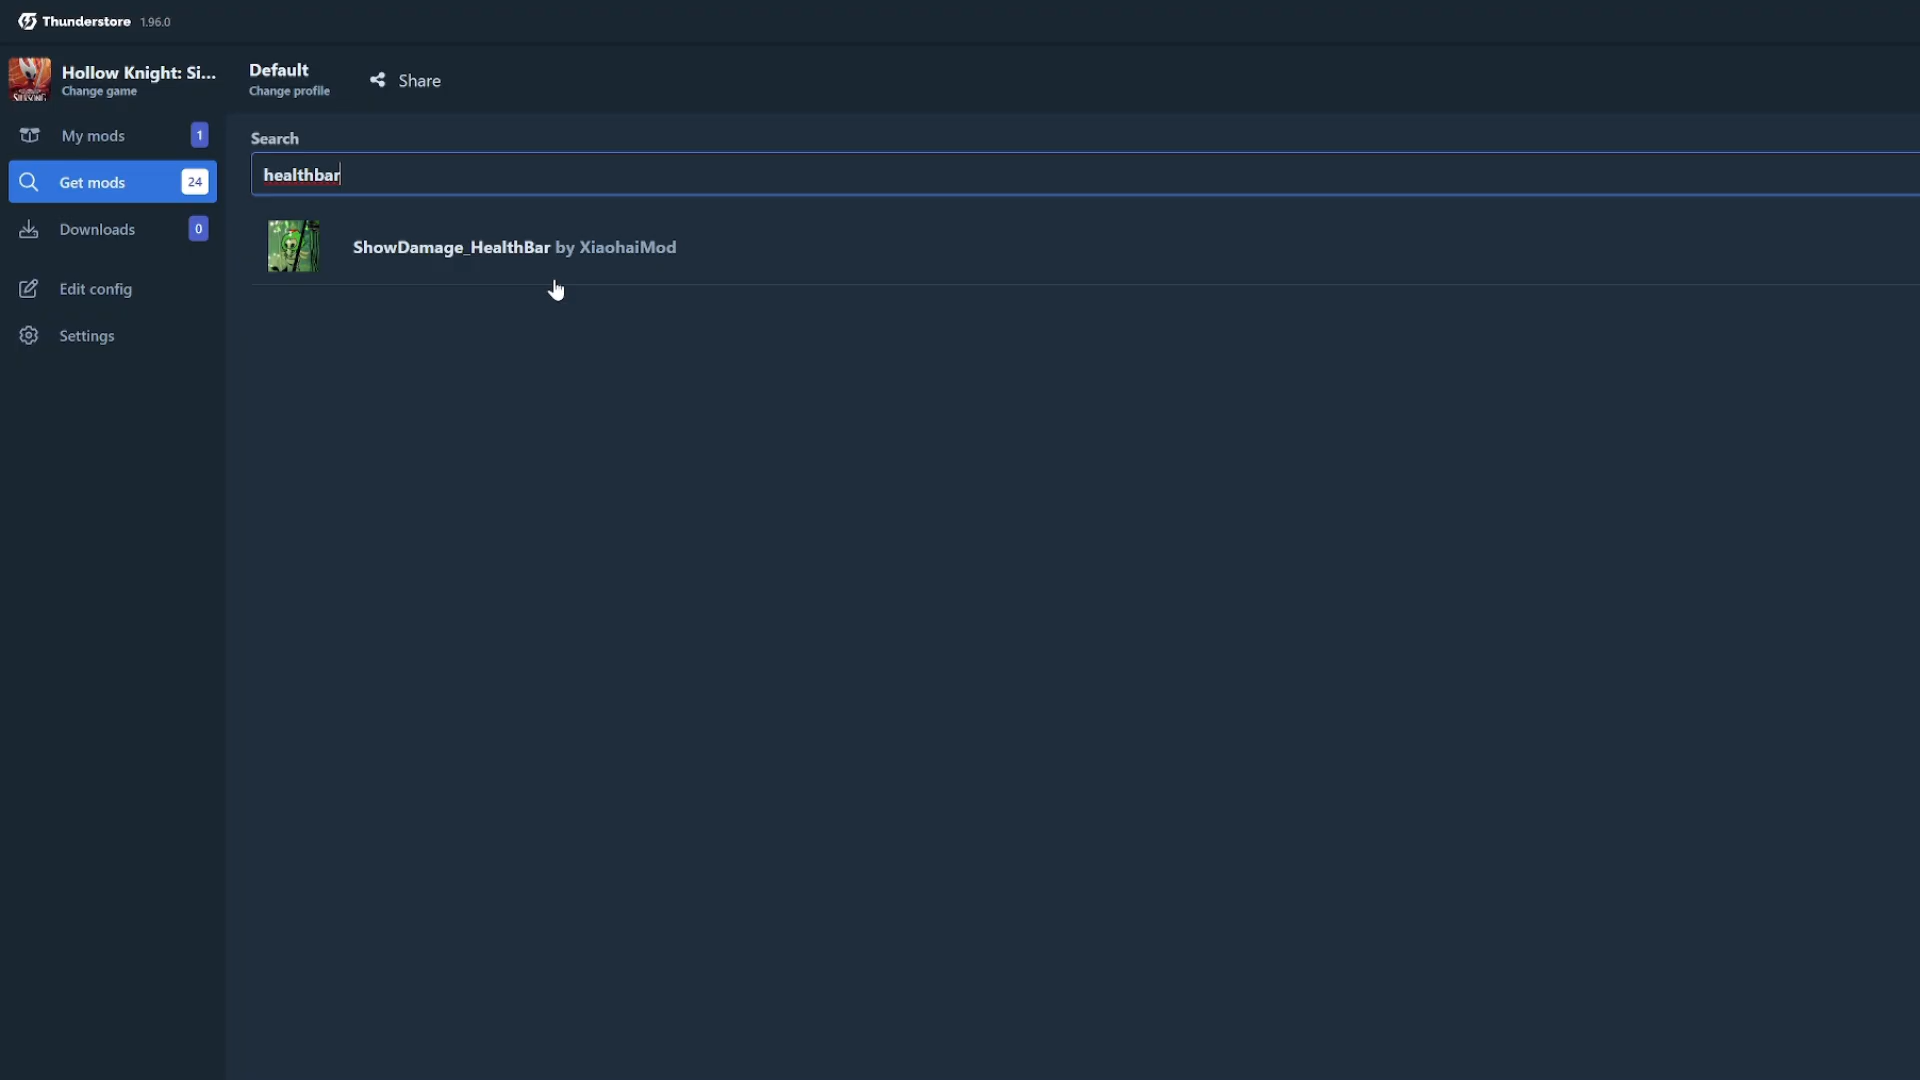 Thunderstore 1.96.0
Hollow Knight: Si...
Change game
Default
Change profile
Share
My mods 1
Get mods 24
Downloads 0
Edit config
Settings
Search
healthbar
ShowDamage_HealthBar by XiaohaiMod
SILKSONG